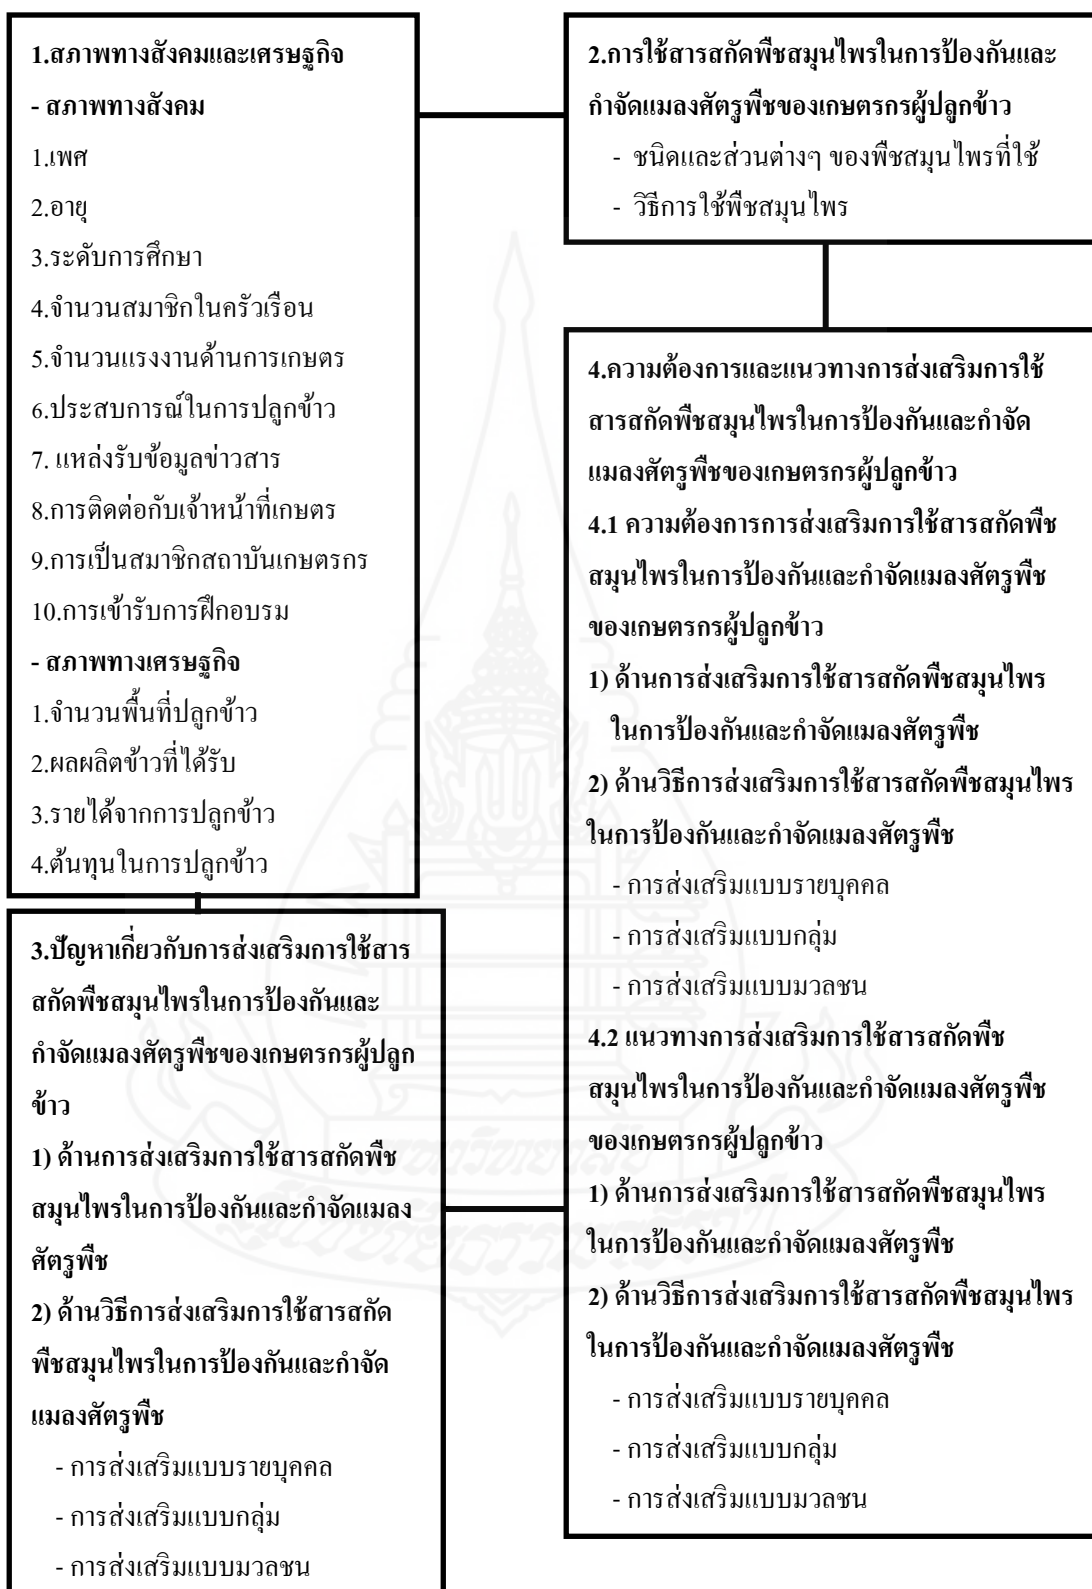 1.สภาพทางสังคมและเศรษฐกิจ
- สภาพทางสังคม
1.เพศ
2.อายุ
3.ระดับการศึกษา
4.จำนวนสมาชิกในครัวเรือน
5.จำนวนแรงงานด้านการเกษตร
6.ประสบการณ์ในการปลูกข้าว
7. แหล่งรับข้อมูลข่าวสาร
8.การติดต่อกับเจ้าหน้าที่เกษตร
9.การเป็นสมาชิกสถาบันเกษตรกร
10.การเข้ารับการฝึกอบรม
- สภาพทางเศรษฐกิจ
1.จำนวนพื้นที่ปลูกข้าว
2.ผลผลิตข้าวที่ได้รับ
3.รายได้จากการปลูกข้าว
4.ต้นทุนในการปลูกข้าว
2.การใช้สารสกัดพืชสมุนไพรในการป้องกันและ
กำจัดแมลงศัตรูพืชของเกษตรกรผู้ปลูกข้าว
- ชนิดและส่วนต่างๆ ของพืชสมุนไพรที่ใช้
- วิธีการใช้พืชสมุนไพร
3.ปัญหาเกี่ยวกับการส่งเสริมการใช้สาร
สกัดพืชสมุนไพรในการป้องกันและ
กำจัดแมลงศัตรูพืชของเกษตรกรผู้ปลูก
ข้าว
1) ด้านการส่งเสริมการใช้สารสกัดพืช
สมุนไพรในการป้องกันและกำจัดแมลง
ศัตรูพืช
2) ด้านวิธีการส่งเสริมการใช้สารสกัด
พืชสมุนไพรในการป้องกันและกำจัด
แมลงศัตรูพืช
- การส่งเสริมแบบรายบุคคล
- การส่งเสริมแบบกลุ่ม
- การส่งเสริมแบบมวลชน
4.ความต้องการและแนวทางการส่งเสริมการใช้
สารสกัดพืชสมุนไพรในการป้องกันและกำจัด
แมลงศัตรูพืชของเกษตรกรผู้ปลูกข้าว
4.1 ความต้องการการส่งเสริมการใช้สารสกัดพืช
สมุนไพรในการป้องกันและกำจัดแมลงศัตรูพืช
ของเกษตรกรผู้ปลูกข้าว
1) ด้านการส่งเสริมการใช้สารสกัดพืชสมุนไพร
ในการป้องกันและกำจัดแมลงศัตรูพืช
2) ด้านวิธีการส่งเสริมการใช้สารสกัดพืชสมุนไพร
ในการป้องกันและกำจัดแมลงศัตรูพืช
- การส่งเสริมแบบรายบุคคล
- การส่งเสริมแบบกลุ่ม
- การส่งเสริมแบบมวลชน
4.2 แนวทางการส่งเสริมการใช้สารสกัดพืช
สมุนไพรในการป้องกันและกำจัดแมลงศัตรูพืช
ของเกษตรกรผู้ปลูกข้าว
1) ด้านการส่งเสริมการใช้สารสกัดพืชสมุนไพร
ในการป้องกันและกำจัดแมลงศัตรูพืช
2) ด้านวิธีการส่งเสริมการใช้สารสกัดพืชสมุนไพร
ในการป้องกันและกำจัดแมลงศัตรูพืช
- การส่งเสริมแบบรายบุคคล
- การส่งเสริมแบบกลุ่ม
- การส่งเสริมแบบมวลชน
มหาวิทยาลัย
สุโขทัยธรรมาธิราช